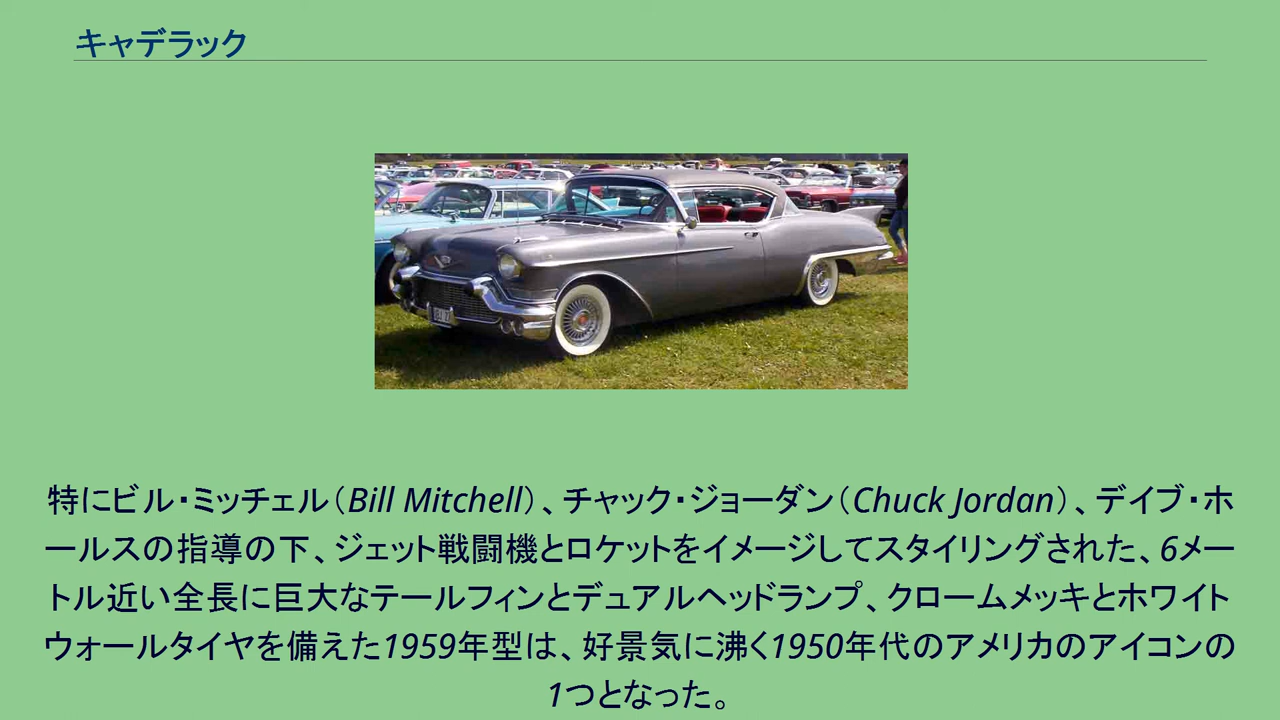 キャデラック
特にビル・ミッチェル（Bill Mitchell）、チャック・ジョーダン（Chuck Jordan）、デイブ・ホ
ールスの指導の下、ジェット戦闘機とロケットをイメージしてスタイリングされた、6メー
トル近い全長に巨大なテールフィンとデュアルヘッドランプ、クロームメッキとホワイト
ウォールタイヤを備えた1959年型は、好景気に沸く1950年代のアメリカのアイコンの
1つとなった。